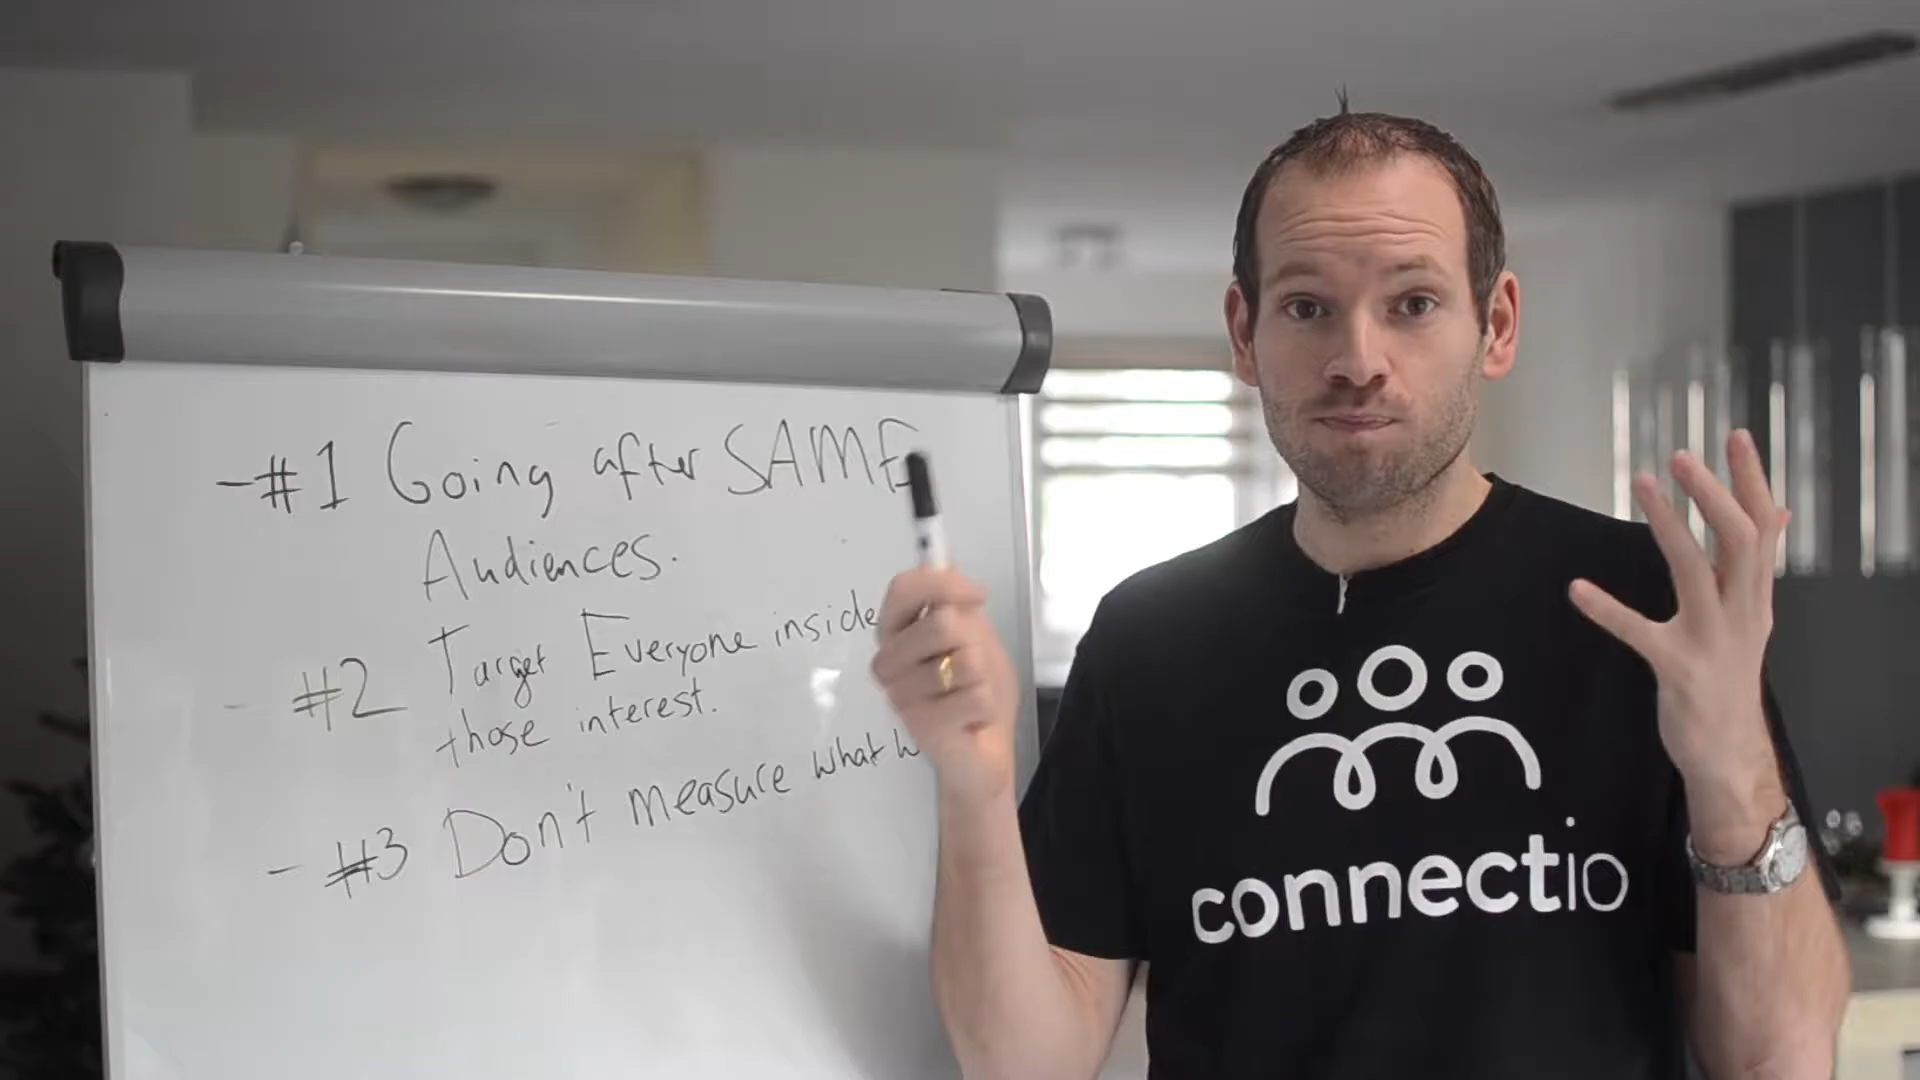 -#1 Going after SAME
Audiences.
- #2 Target Everyone inside
those interest.
- #3 Don't measure what
connectio